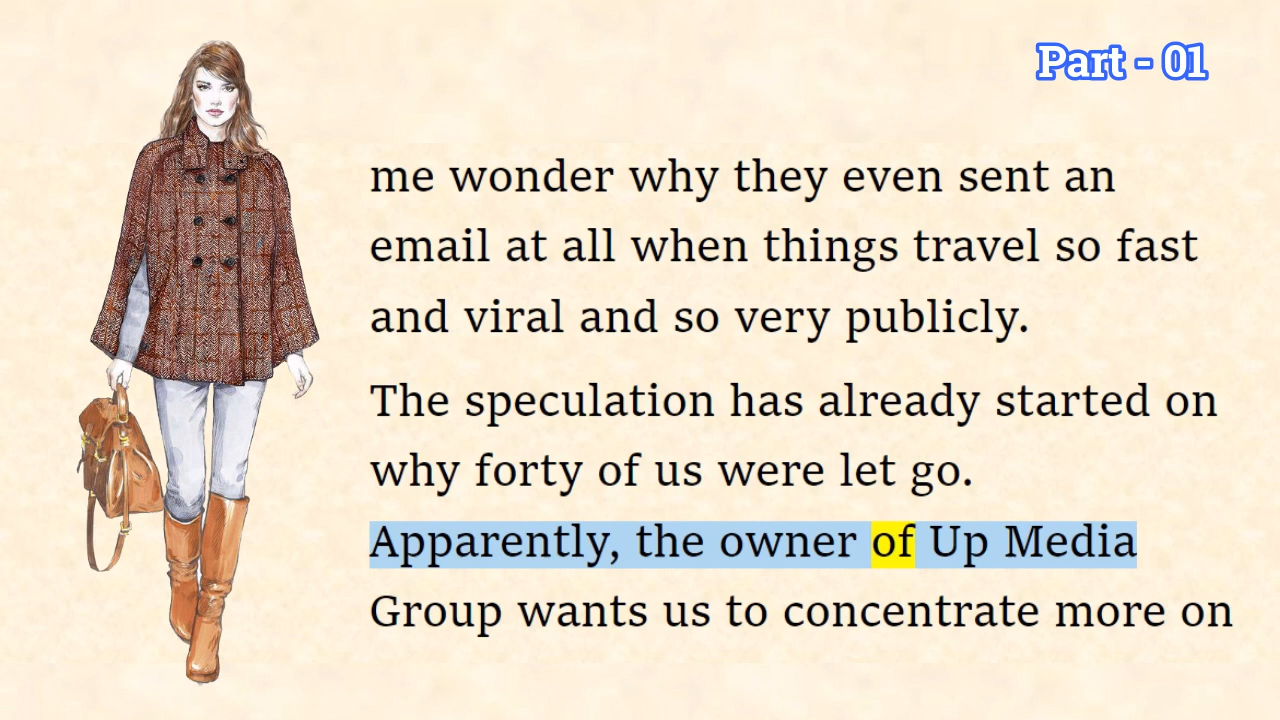 Part - 01
me wonder why they even sent an
email at all when things travel so fast
and viral and so very publicly.
The speculation has already started on
why forty of us were let go.
Apparently, the owner of Up Media
Group wants us to concentrate more on